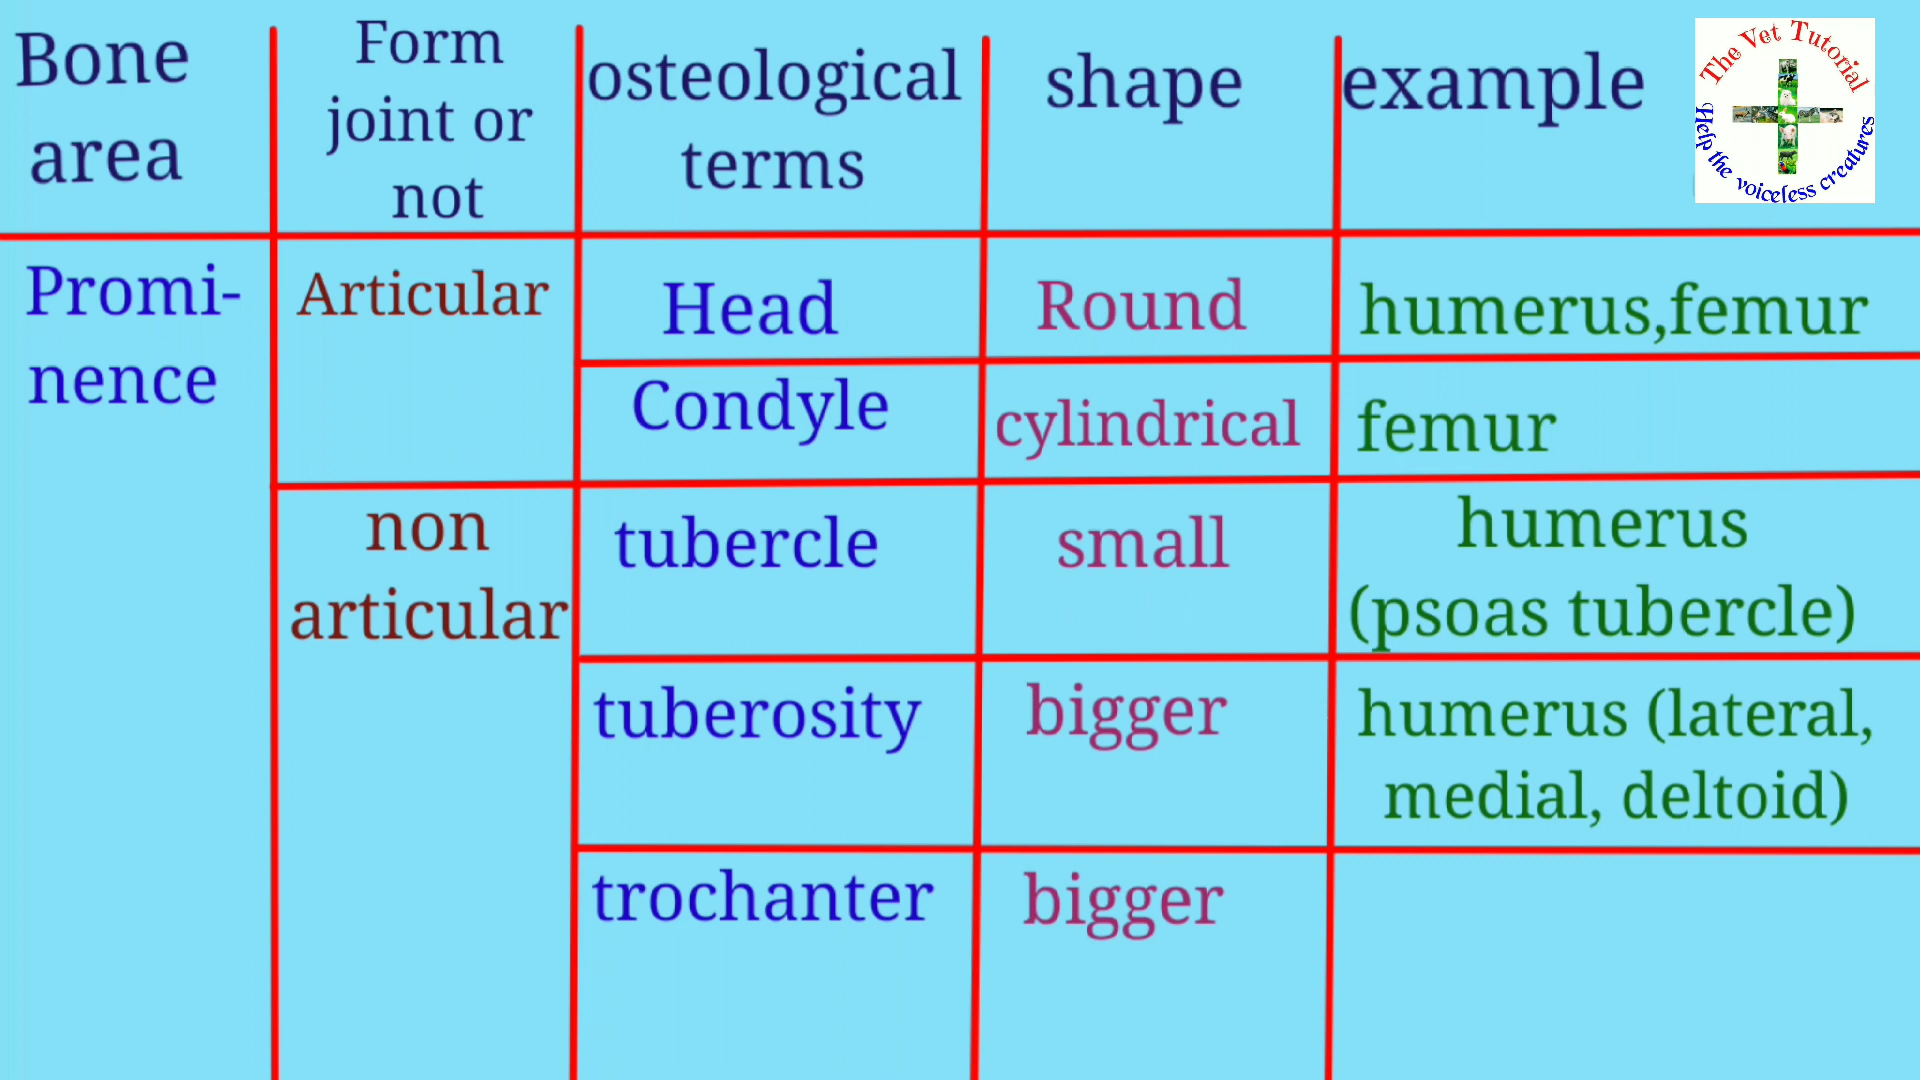 Bone
area
Form
joint or
not
osteological
terms
shape
example
The Vet Tutorial
Help the voiceless creatures
Promi-
nence
Articular
Head
Round
humerus,femur
Condyle
cylindrical
femur
non
articular
tubercle
small
humerus
(psoas tubercle)
tuberosity
bigger
humerus (lateral,
medial, deltoid)
trochanter
bigger